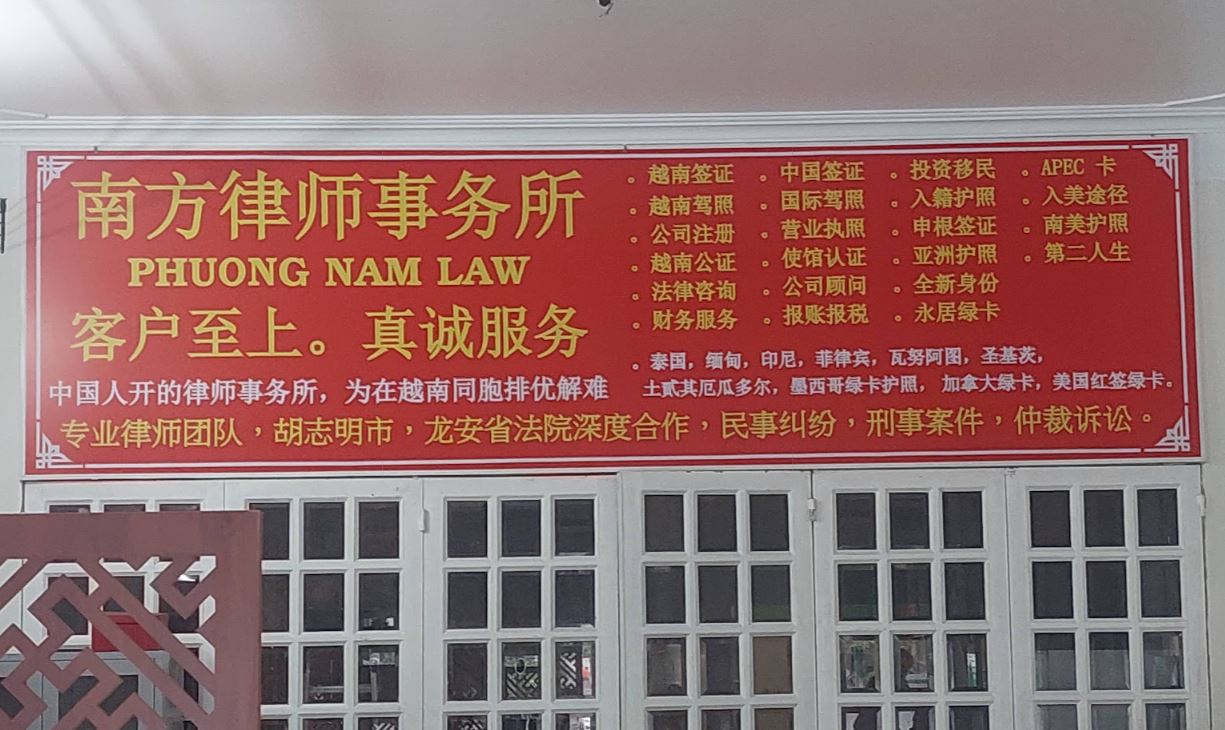 南方律师事务所
PHUONG NAM LAW
客户至上。真诚服务
中国人开的律师事务所，为在越南同胞排优解难
。越南签证 。中国签证 。投资移民 。APEC 卡
。越南驾照 。国际驾照 。入籍护照 。入美途径
。公司注册 。营业执照 。申根签证 。南美护照
。越南公证 。使馆认证 。亚洲护照 。第二人生
。法律咨询 。公司顾问 。全新身份
。财务服务 。报账报税 。永居绿卡
。泰国，缅甸，印尼，菲律宾，瓦努阿图，圣基茨，
土贰其厄瓜多尔，墨西哥绿卡护照， 加拿大绿卡，美国红签绿卡。
专业律师团队，胡志明市，龙安省法院深度合作，民事纠纷，刑事案件，仲裁诉讼。